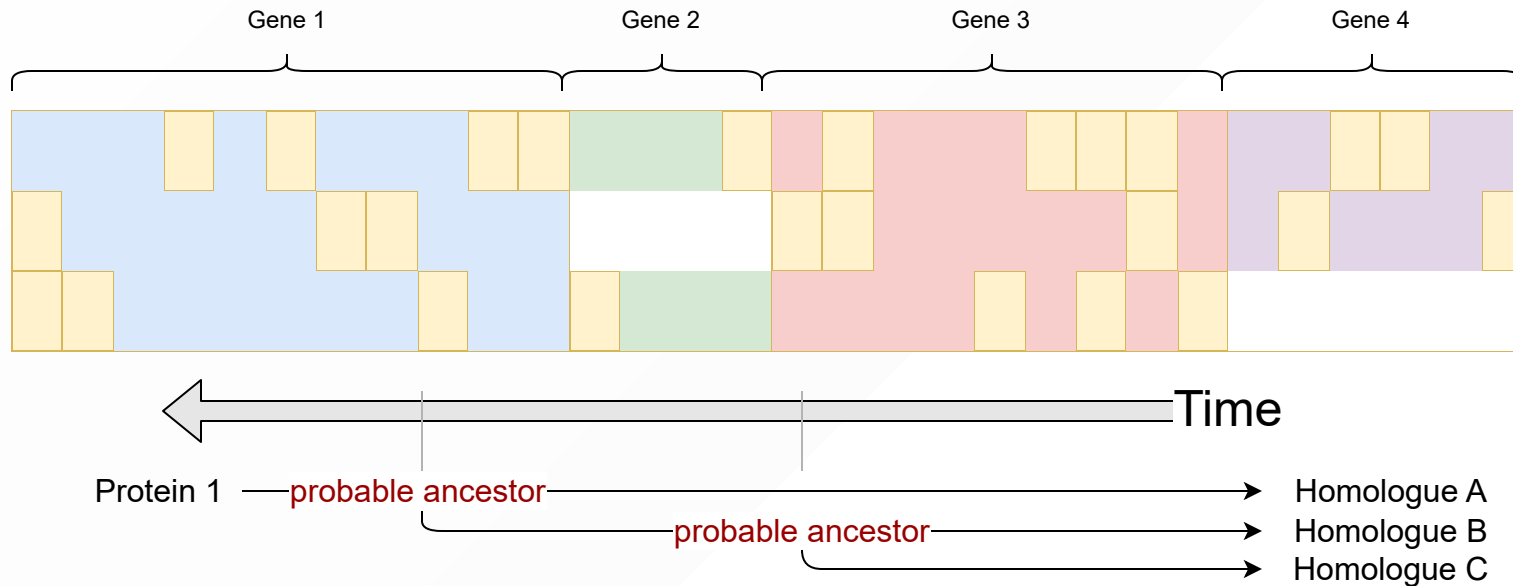 Gene 1
Gene 2
Gene 3
Gene 4
Time
Protein 1
probable ancestor
Homologue A
probable ancestor
Homologue B
Homologue C